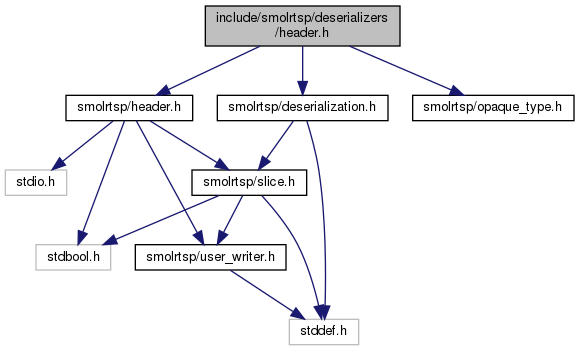 include/smolrtsp/deserializers
/header.h
smolrtsp/header.h
smolrtsp/deserialization.h
smolrtsp/opaque_type.h
stdio.h
smolrtsp/slice.h
stdbool.h
smolrtsp/user_writer.h
stddef.h